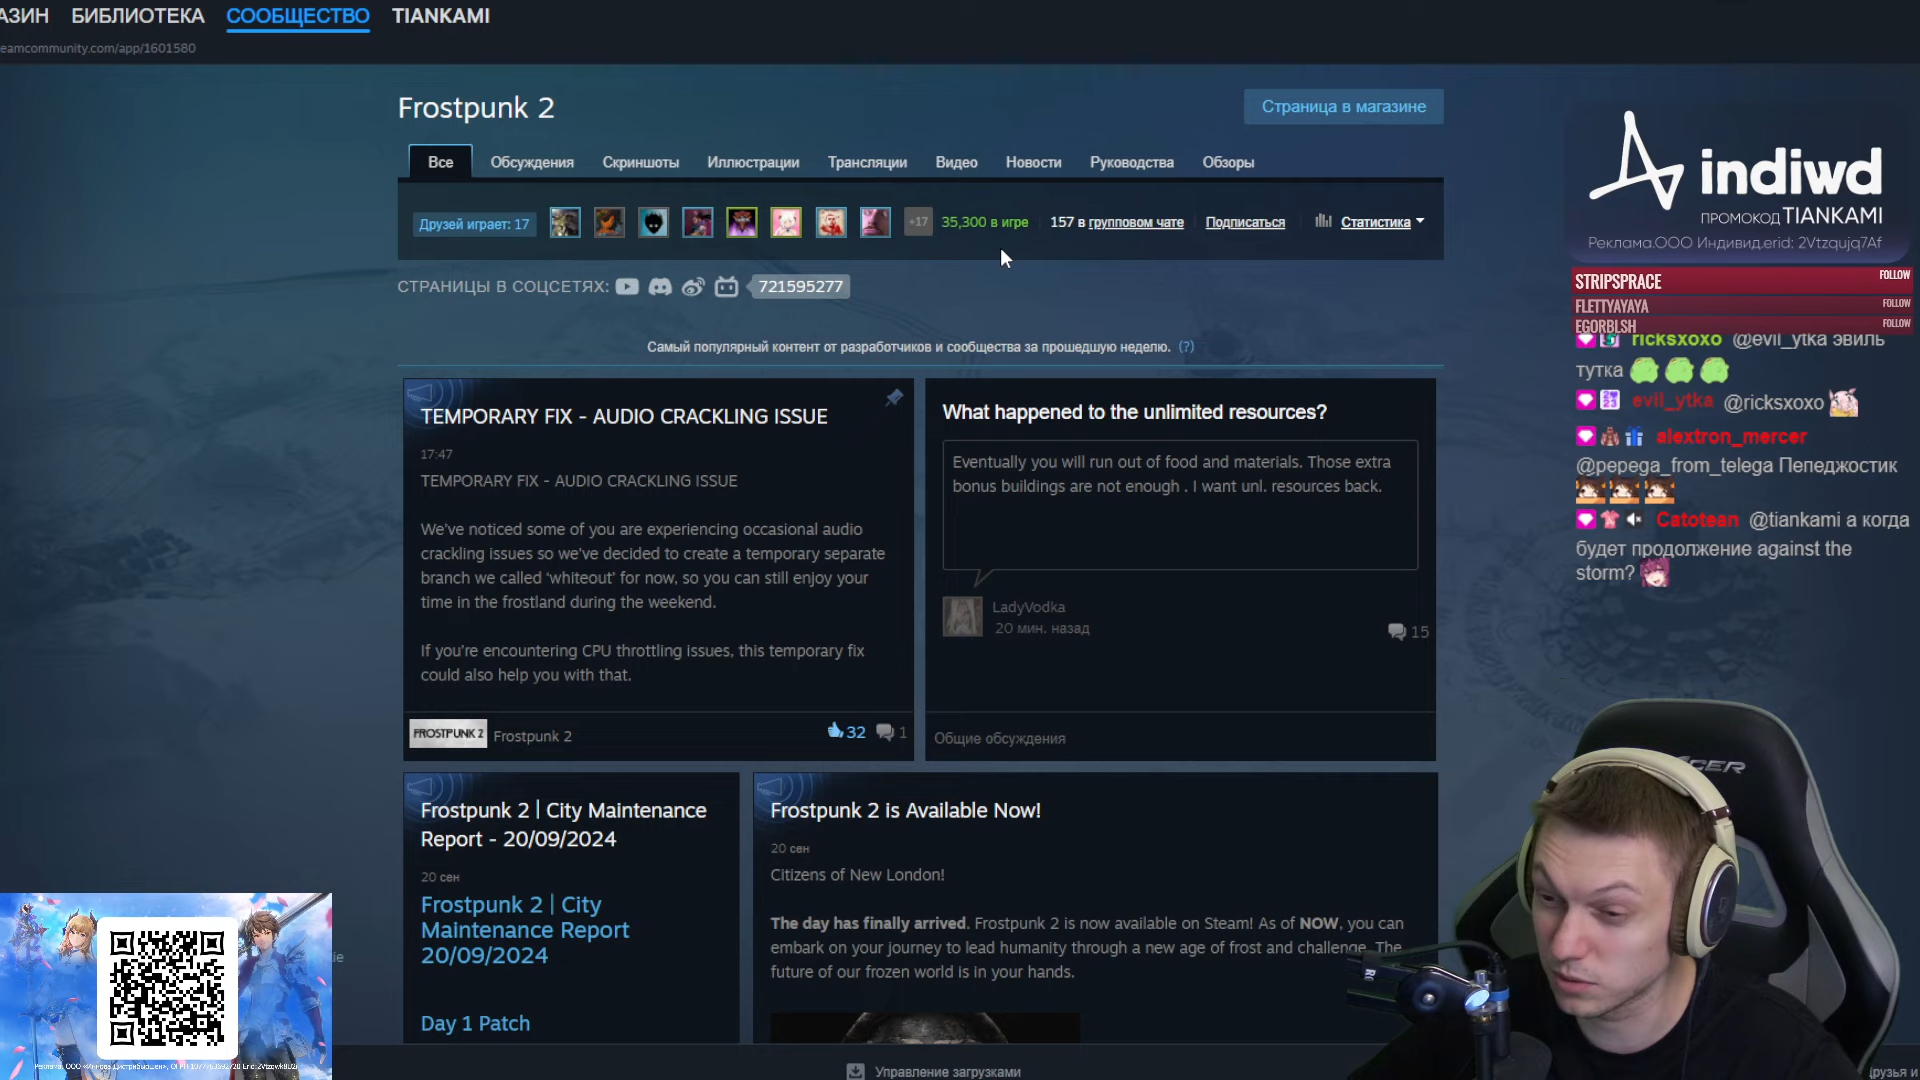 АЗИН БИБЛИОТЕКА СООБЩЕСТВО TIANKAMI
eamcommunity.com/app/1601580
Frostpunk 2
Страница в магазине
Все Обсуждения Скриншоты Иллюстрации Трансляции Видео Новости Руководства Обзоры
Друзей играет: 17 +17 35,300 в игре 157 в групповом чате Подписаться Статистика
СТРАНИЦЫ В СОЦСЕТЯХ: 721595277
Самый популярный контент от разработчиков и сообщества за прошедшую неделю. (?)
TEMPORARY FIX - AUDIO CRACKLING ISSUE
17:47
TEMPORARY FIX - AUDIO CRACKLING ISSUE
We've noticed some of you are experiencing occasional audio
crackling issues so we've decided to create a temporary separate
branch we called 'whiteout' for now, so you can still enjoy your
time in the frostland during the weekend.
If you're encountering CPU throttling issues, this temporary fix
could also help you with that.
FROSTPUNK 2 Frostpunk 2 32 1
What happened to the unlimited resources?
Eventually you will run out of food and materials. Those extra
bonus buildings are not enough . I want unl. resources back.
LadyVodka
20 мин. назад
15
Общие обсуждения
Frostpunk 2 | City Maintenance
Report - 20/09/2024
20 сен
Frostpunk 2 | City
Maintenance Report
20/09/2024
Day 1 Patch
Frostpunk 2 is Available Now!
20 сен
Citizens of New London!
The day has finally arrived. Frostpunk 2 is now available on Steam! As of NOW, you can
embark on your journey to lead humanity through a new age of frost and challenge. The
future of our frozen world is in your hands.
Управление загрузками
indiwd
ПРОМОКОД TIANKAMI
Реклама.ООО Индивид.erid: 2Vtzqujq7Af
STRIPSPRACE FOLLOW
FLETTYAYAYA FOLLOW
EGORBLSH FOLLOW
ricksxoxo @evil_ytka эвиль
тутка
evil_ytka @ricksxoxo
alextron_mercer
@pepega_from_telega Пепеджостик
Catotean @tiankami а когда
будет продолжение against the
storm?